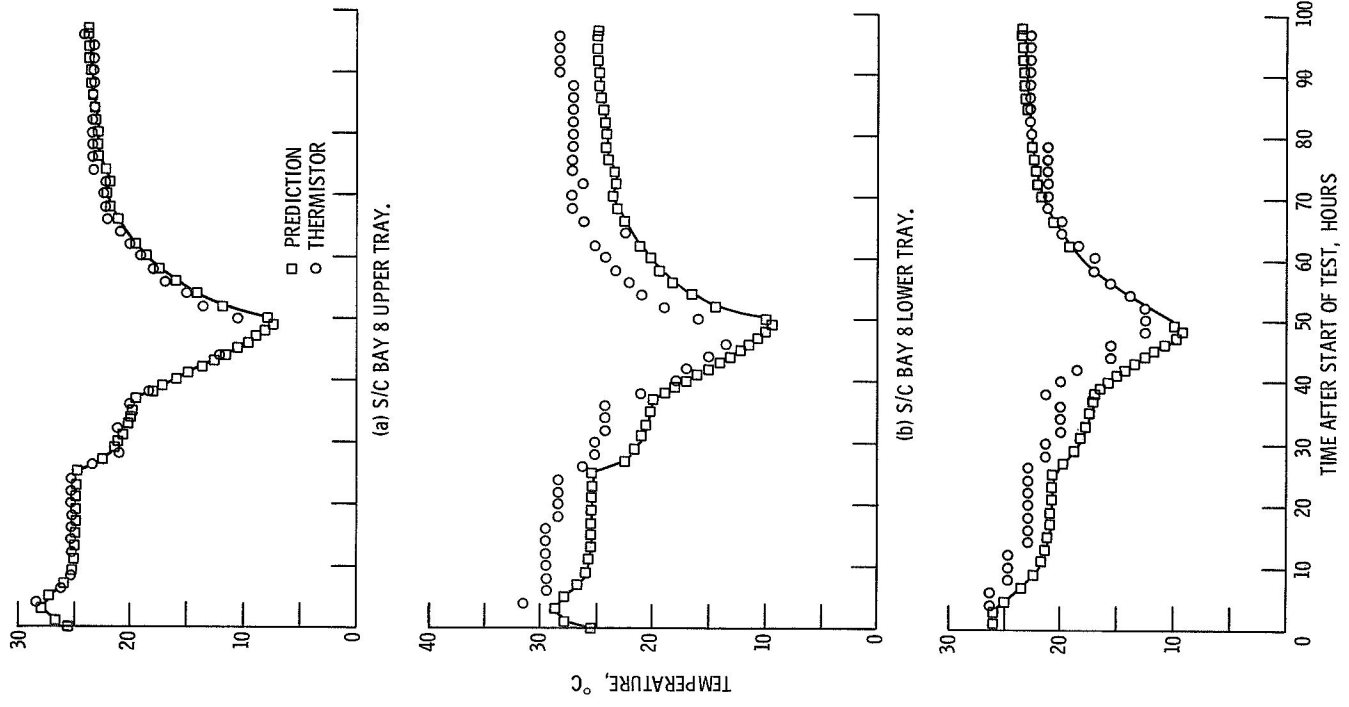 30
20
10
0
□ PREDICTION
○ THERMISTOR
(a) S/C BAY 8 UPPER TRAY.
TEMPERATURE, °C
40
30
20
10
0
(b) S/C BAY 8 LOWER TRAY.
30
20
10
0
0 10 20 30 40 50 60 70 80 90 100
TIME AFTER START OF TEST, HOURS